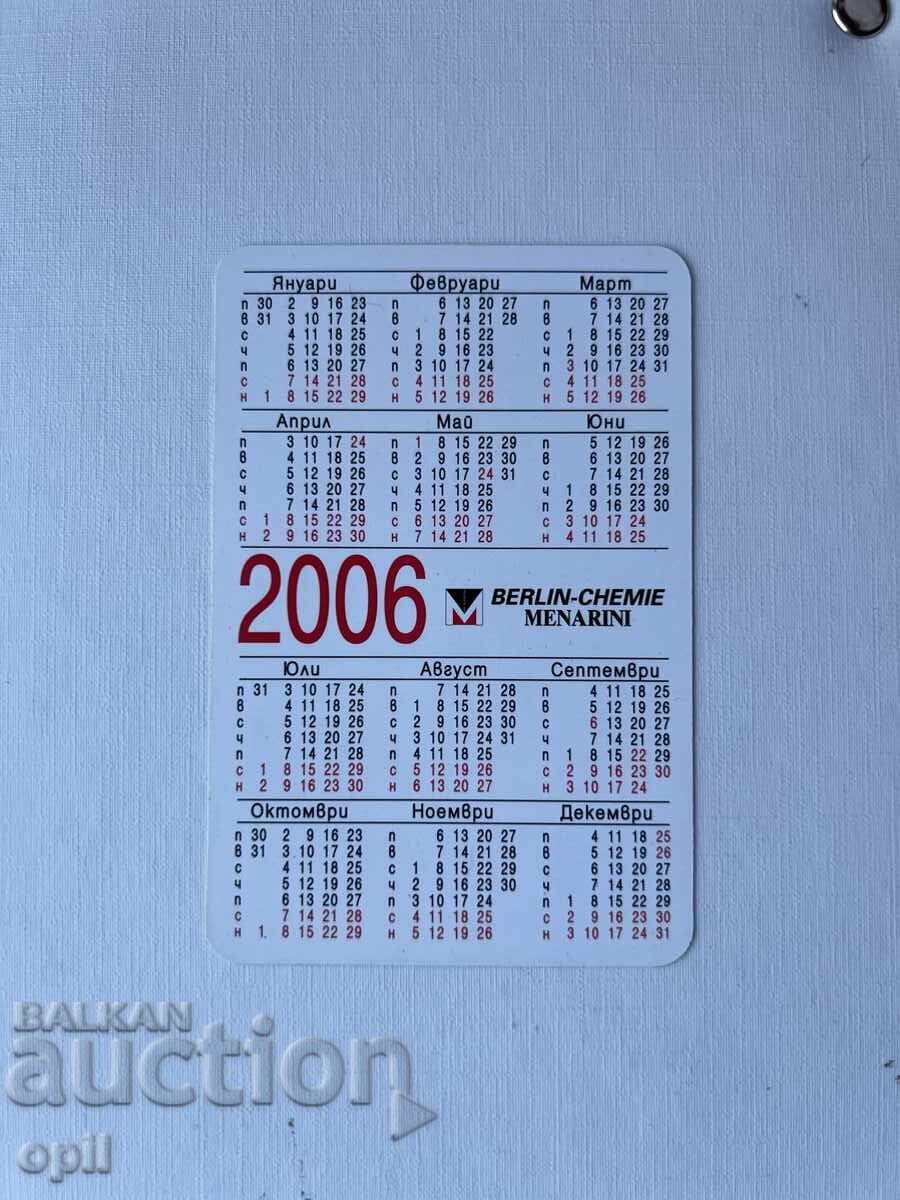 Януари Февруари Март
п 30 2 9 16 23 п 6 13 20 27 п 6 13 20 27
в 31 3 10 17 24 в 7 14 21 28 в 7 14 21 28
с 4 11 18 25 с 1 8 15 22 с 1 8 15 22 29
ч 5 12 19 26 ч 2 9 16 23 ч 2 9 16 23 30
п 6 13 20 27 п 3 10 17 24 п 3 10 17 24 31
с 7 14 21 28 с 4 11 18 25 с 4 11 18 25
н 1 8 15 22 29 н 5 12 19 26 н 5 12 19 26
Април Май Юни
п 3 10 17 24 п 1 8 15 22 29 п 5 12 19 26
в 4 11 18 25 в 2 9 16 23 30 в 6 13 20 27
с 5 12 19 26 с 3 10 17 24 31 с 7 14 21 28
ч 6 13 20 27 ч 4 11 18 25 ч 1 8 15 22 29
п 7 14 21 28 п 5 12 19 26 п 2 9 16 23 30
с 1 8 15 22 29 с 6 13 20 27 с 3 10 17 24
н 2 9 16 23 30 н 7 14 21 28 н 4 11 18 25
2006 BERLIN-CHEMIE
MENARINI
Юли Август Септември
п 31 3 10 17 24 п 7 14 21 28 п 4 11 18 25
в 4 11 18 25 в 1 8 15 22 29 в 5 12 19 26
с 5 12 19 26 с 2 9 16 23 30 с 6 13 20 27
ч 6 13 20 27 ч 3 10 17 24 31 ч 7 14 21 28
п 7 14 21 28 п 4 11 18 25 п 1 8 15 22 29
с 1 8 15 22 29 с 5 12 19 26 с 2 9 16 23 30
н 2 9 16 23 30 н 6 13 20 27 н 3 10 17 24
Октомври Ноември Декември
п 30 2 9 16 23 п 6 13 20 27 п 4 11 18 25
в 31 3 10 17 24 в 7 14 21 28 в 5 12 19 26
с 4 11 18 25 с 1 8 15 22 29 с 6 13 20 27
ч 5 12 19 26 ч 2 9 16 23 30 ч 7 14 21 28
п 6 13 20 27 п 3 10 17 24 п 1 8 15 22 29
с 7 14 21 28 с 4 11 18 25 с 2 9 16 23 30
н 1 8 15 22 29 н 5 12 19 26 н 3 10 17 24 31
BALKAN
auction
opil